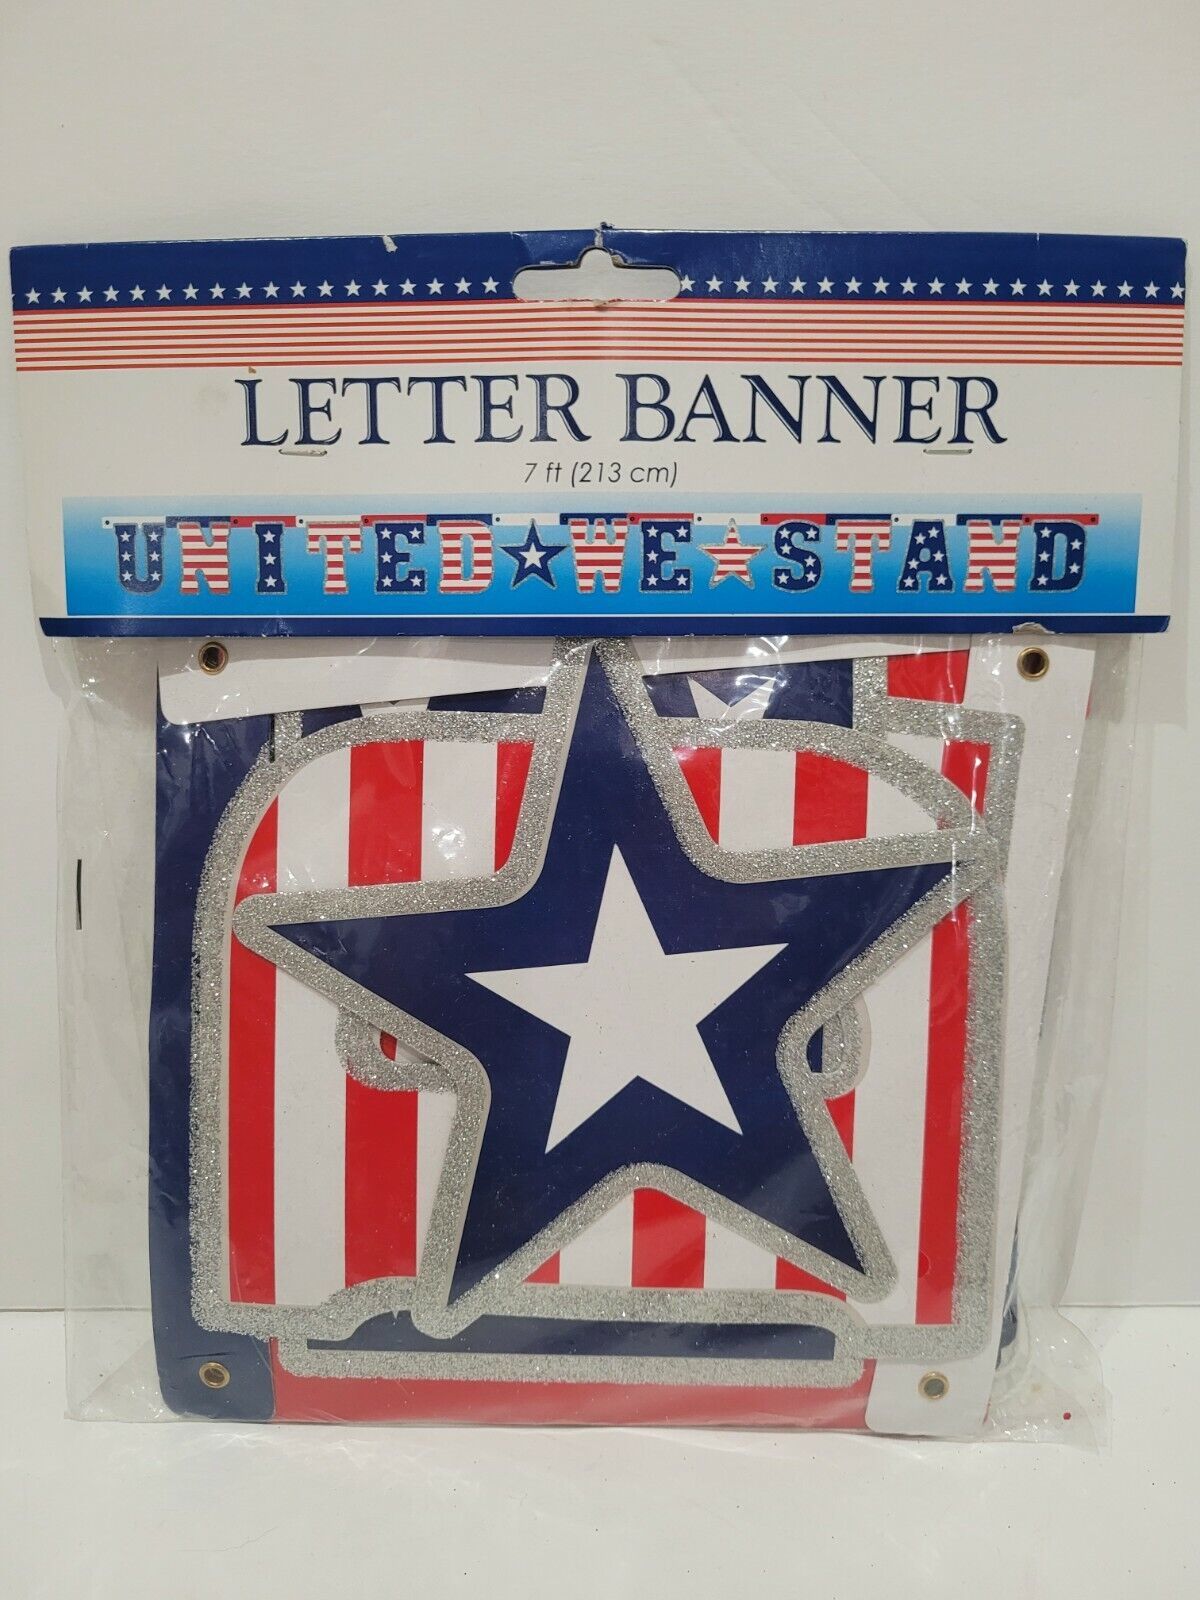 LETTER BANNER
7 ft (213 cm)
UNITED WE STAND